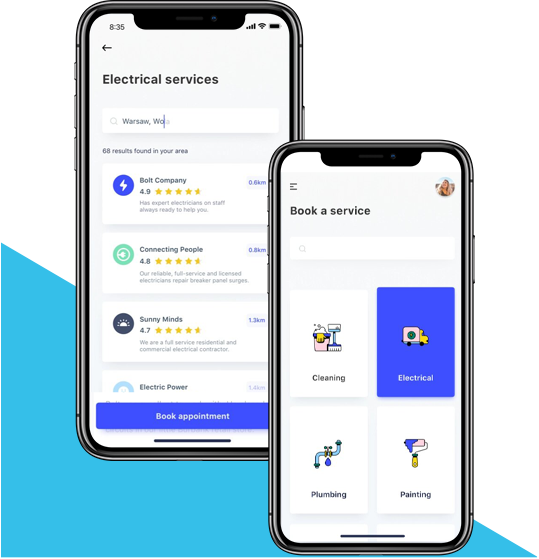 8:35
Electrical services
Warsaw, Wo
68 results found in your area
Bolt Company
0.6km
4.9
Has expert electricians on staff
always ready to help you.
Connecting People
0.8km
4.8
Our reliable, full-service and licensed
electricians repair breaker panel surges.
Sunny Minds
1.3km
4.7
We are a full service residential and
commercial electrical contractor.
Electric Power
1.4km
Book appointment
Book a service
Cleaning
Electrical
Plumbing
Painting